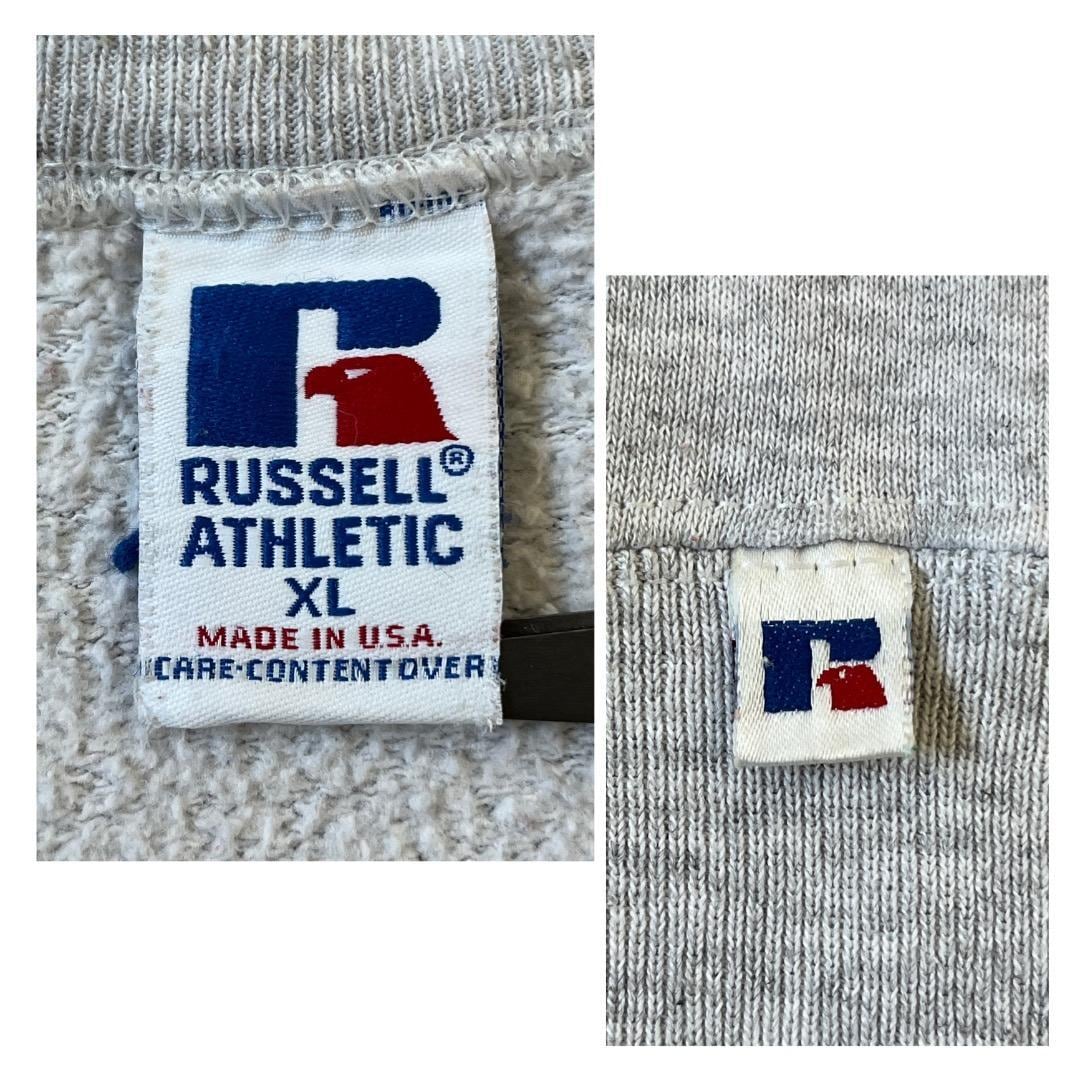 RUSSELL®
ATHLETIC
XL
MADE IN U.S.A.
CARE-CONTENT OVER